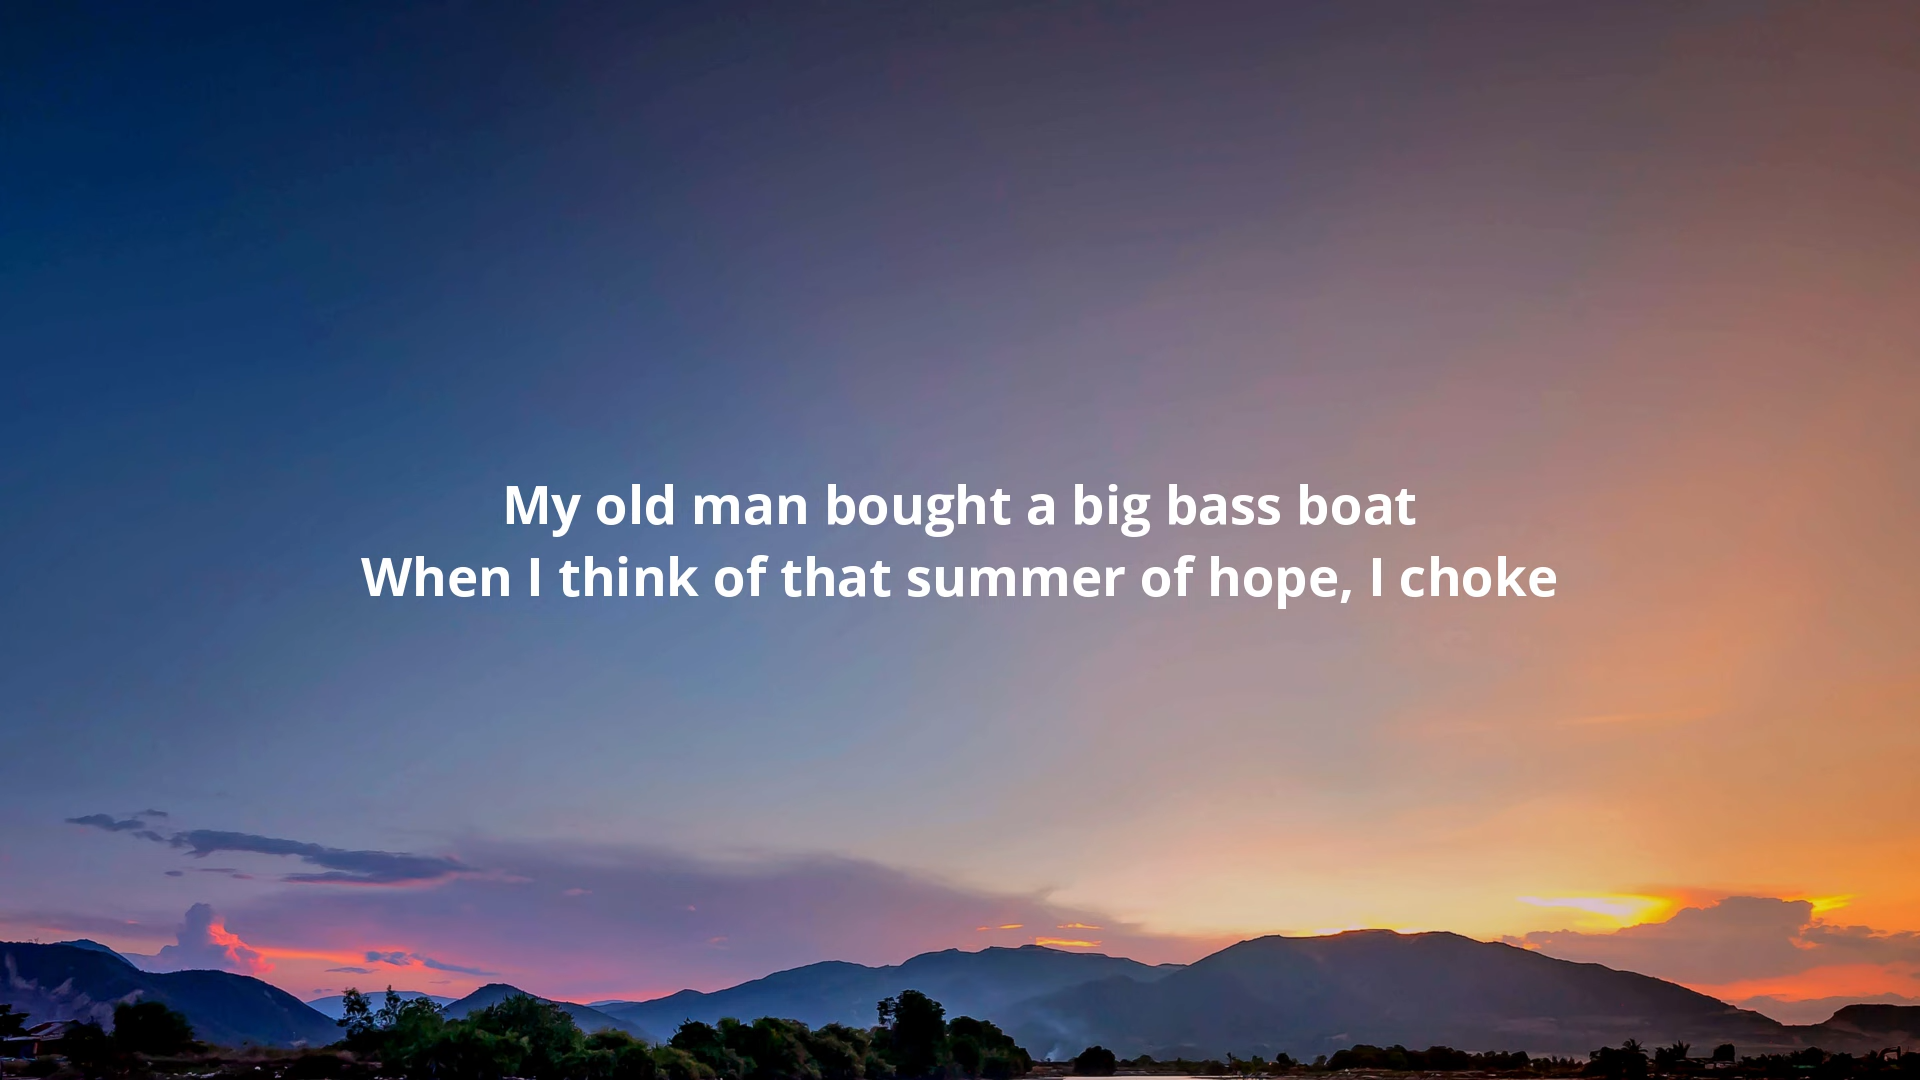 My old man bought a big bass boat
When I think of that summer of hope, I choke